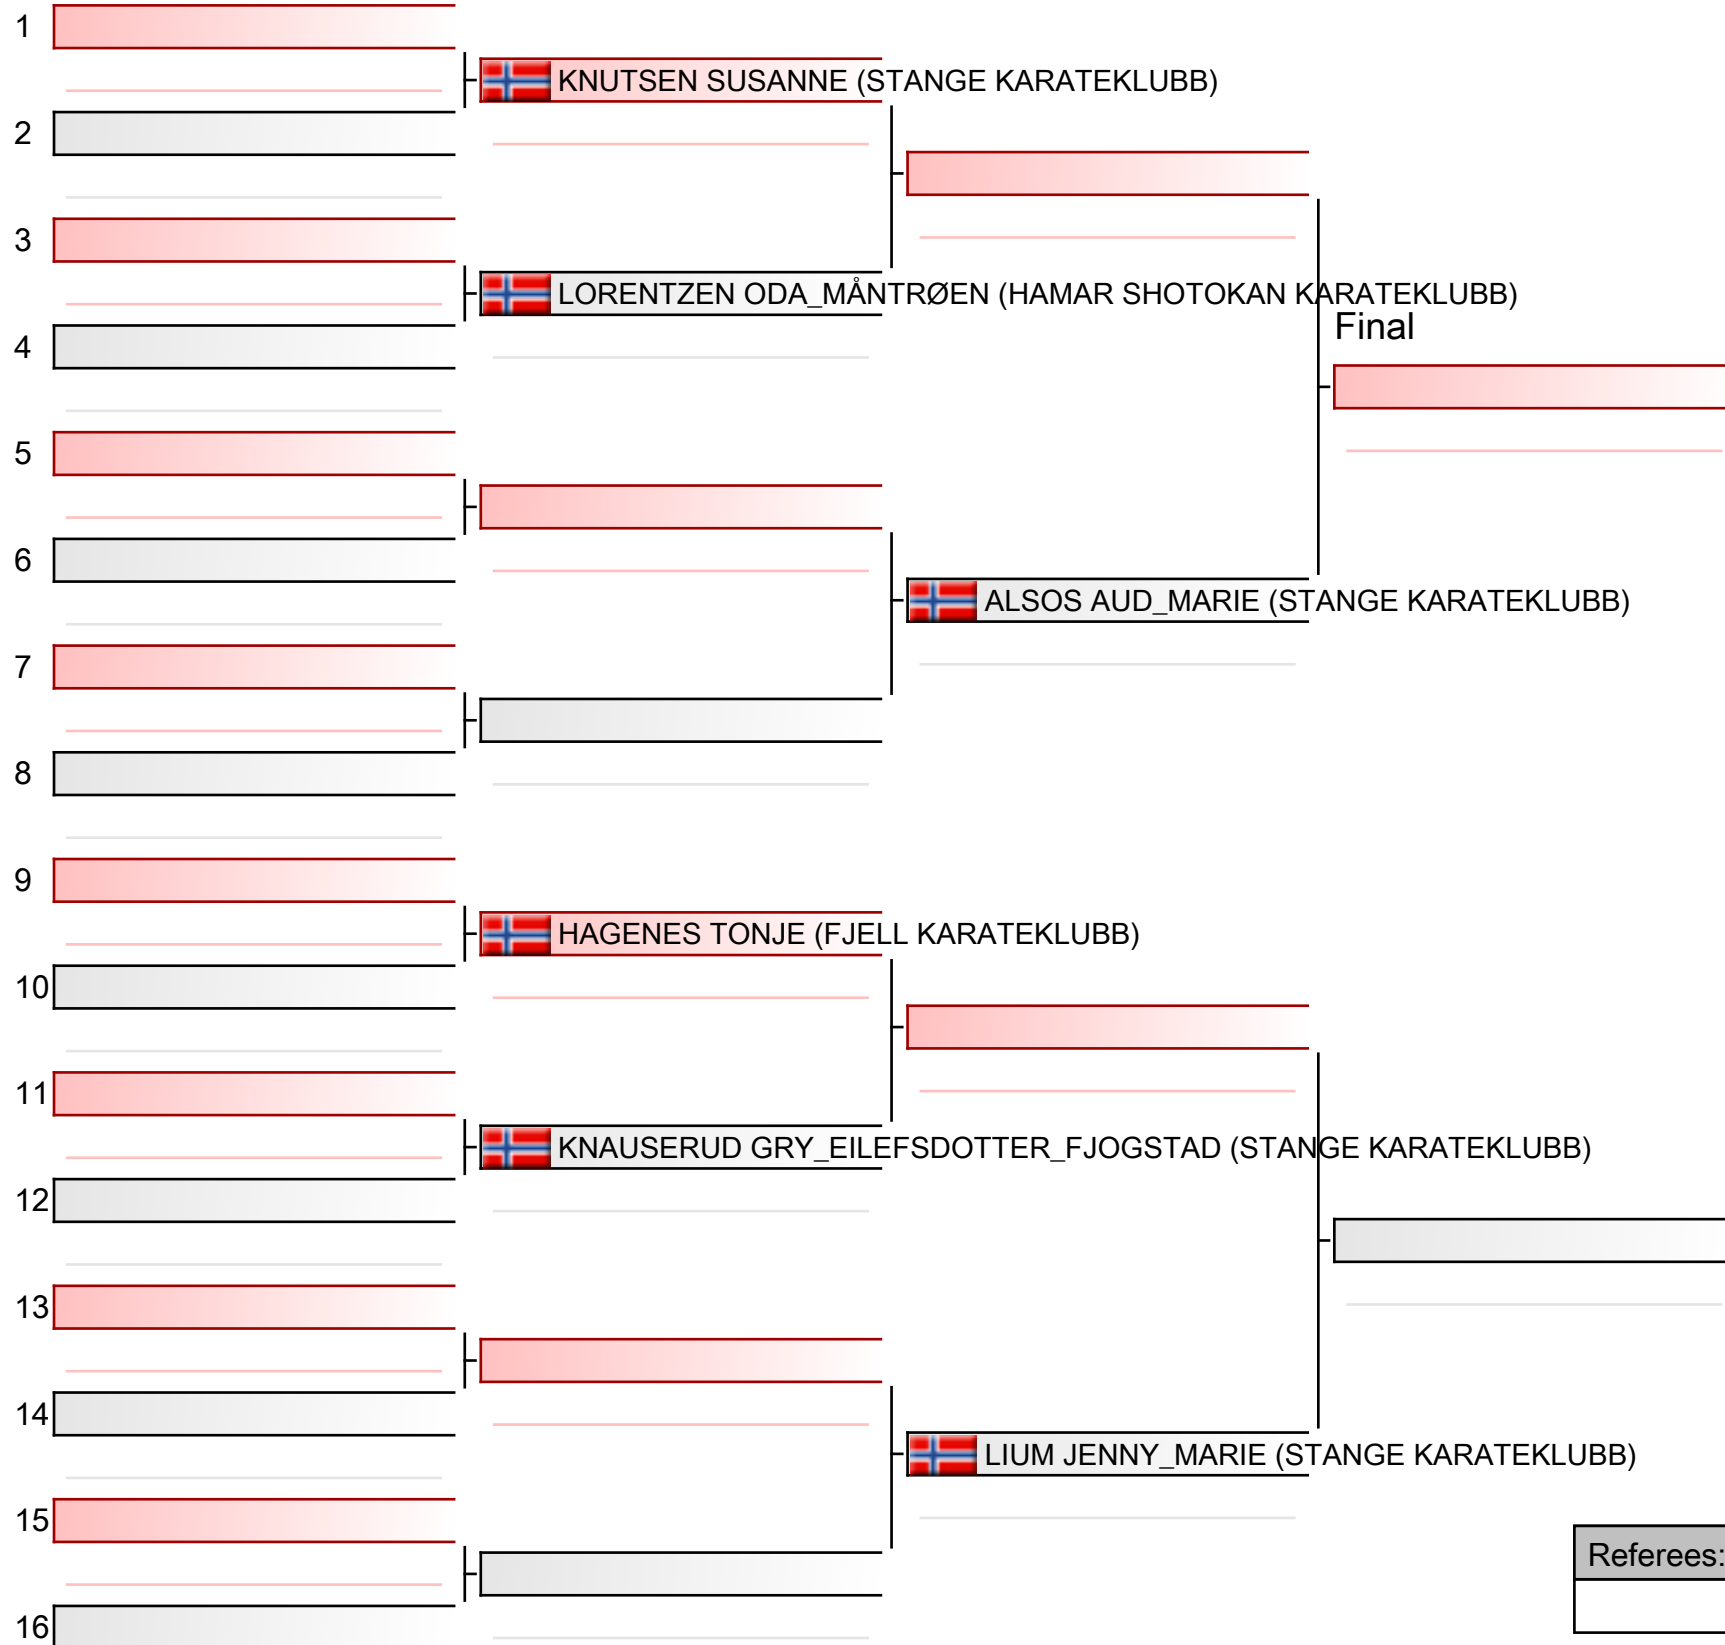 1
KNUTSEN SUSANNE (STANGE KARATEKLUBB)
2
3
LORENTZEN ODA_MÅNTRØEN (HAMAR SHOTOKAN KARATEKLUBB)
Final
4
5
6
ALSOS AUD_MARIE (STANGE KARATEKLUBB)
7
8
9
HAGENES TONJE (FJELL KARATEKLUBB)
10
11
KNAUSERUD GRY_EILEFSDOTTER_FJOGSTAD (STANGE KARATEKLUBB)
12
13
14
LIUM JENNY_MARIE (STANGE KARATEKLUBB)
15
Referees:
16